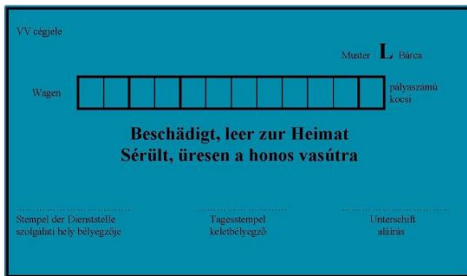 VV cégjele
Muster L Bárca
Wagen
pályaszámú
kocsi
Beschädigt, leer zur Heimat
Sérült, üresen a honos vasútra
Stempel der Dienststelle
szolgálati hely bélyegzője
Tagesstempel
keletbélyegző
Unterschift
aláírás